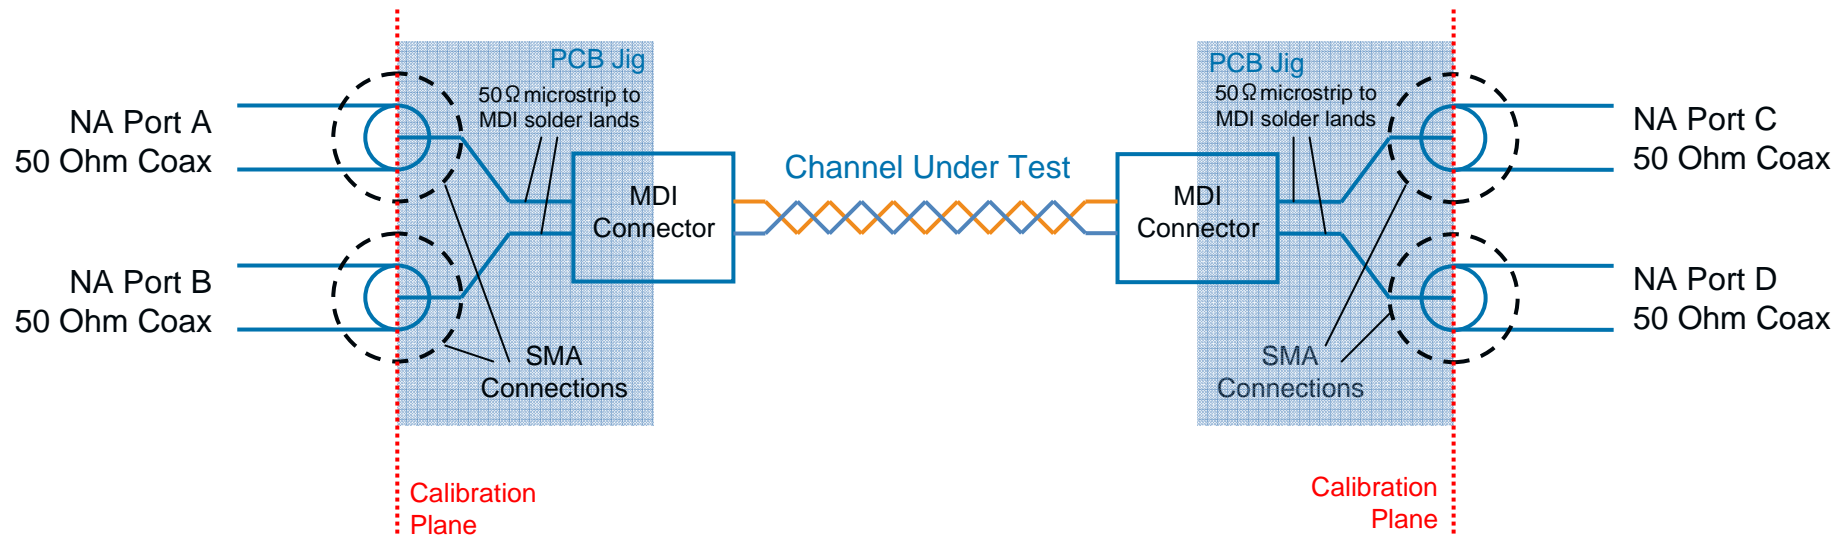 NA Port A
50 Ohm Coax
NA Port B
50 Ohm Coax
PCB Jig
50 Ω microstrip to
MDI solder lands
MDI
Connector
SMA
Connections
Calibration
Plane
Channel Under Test
PCB Jig
50 Ω microstrip to
MDI solder lands
MDI
Connector
SMA
Connections
Calibration
Plane
NA Port C
50 Ohm Coax
NA Port D
50 Ohm Coax